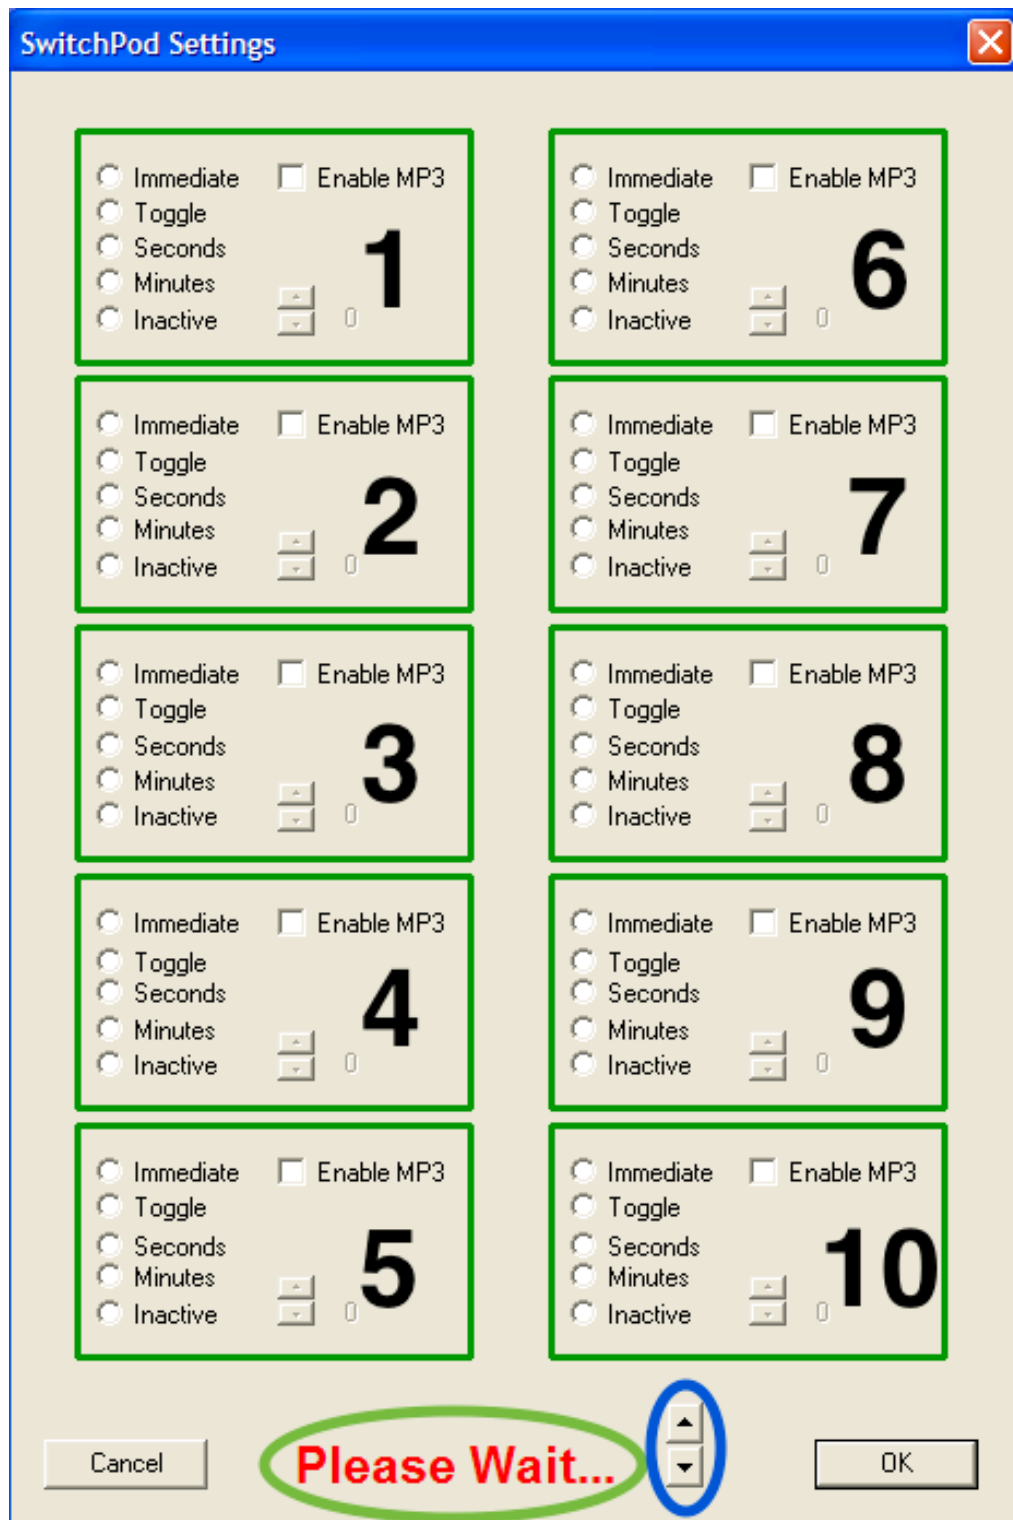 SwitchPod Settings
Immediate Enable MP3
Toggle
Seconds
Minutes
Inactive 0
1
Immediate Enable MP3
Toggle
Seconds
Minutes
Inactive 0
2
Immediate Enable MP3
Toggle
Seconds
Minutes
Inactive 0
3
Immediate Enable MP3
Toggle
Seconds
Minutes
Inactive 0
4
Immediate Enable MP3
Toggle
Seconds
Minutes
Inactive 0
5
Immediate Enable MP3
Toggle
Seconds
Minutes
Inactive 0
6
Immediate Enable MP3
Toggle
Seconds
Minutes
Inactive 0
7
Immediate Enable MP3
Toggle
Seconds
Minutes
Inactive 0
8
Immediate Enable MP3
Toggle
Seconds
Minutes
Inactive 0
9
Immediate Enable MP3
Toggle
Seconds
Minutes
Inactive 0
10
Cancel Please Wait... OK